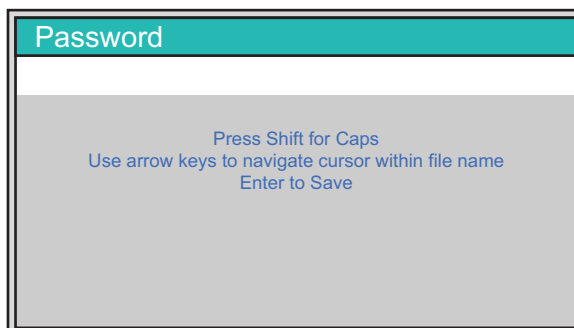 Password
Press Shift for Caps
Use arrow keys to navigate cursor within file name
Enter to Save